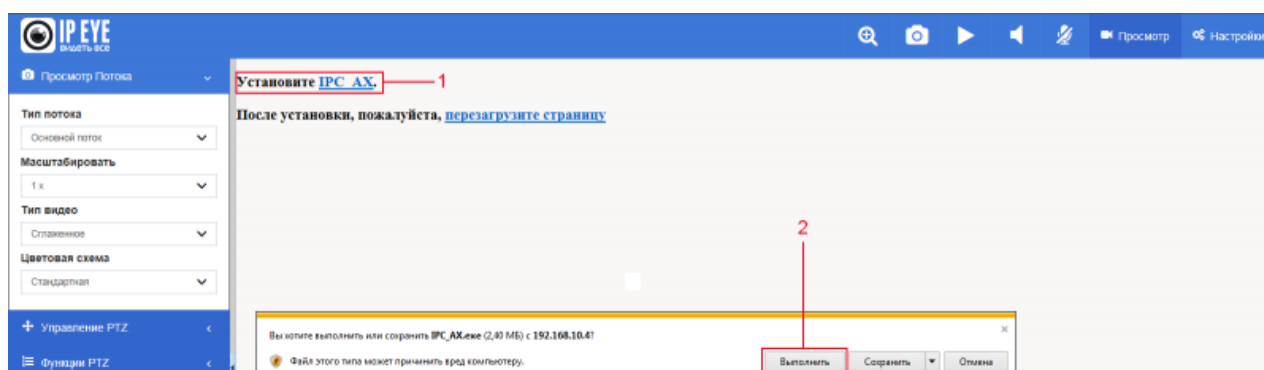 IP EYE
ВИДЕТЬ ВСЕ
Просмотр
Настройки
Просмотр Потока
Установите IPC_AX.
1
После установки, пожалуйста, перезагрузите страницу
Тип потока
Основной поток
Масштабировать
1 x
Тип видео
Сглаженное
Цветовая схема
Стандартная
2
Управление PTZ
Функции PTZ
Вы хотите выполнить или сохранить IPC_AX.exe (2,40 МБ) с 192.168.10.4?
Файл этого типа может причинить вред компьютеру.
Выполнить
Сохранить
Отмена